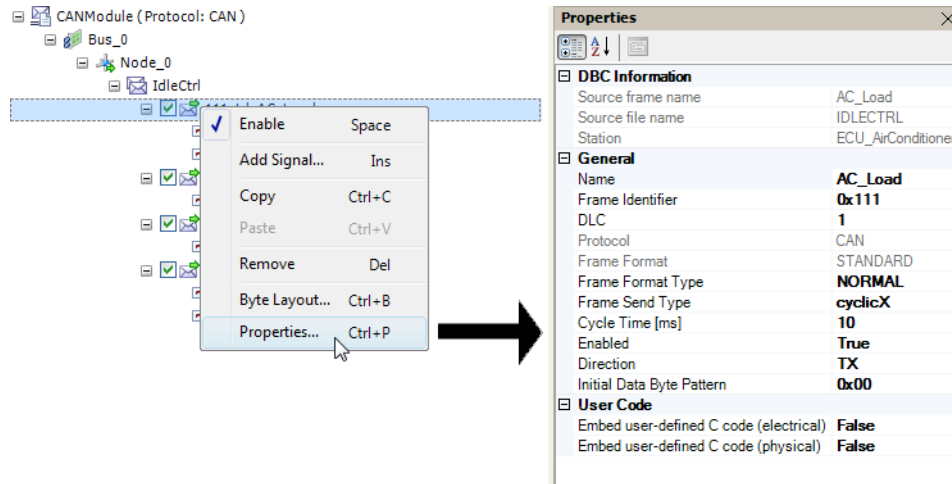 CANModule (Protocol: CAN )
Bus_0
Node_0
IdleCtrl
Enable Space
Add Signal... Ins
Copy Ctrl+C
Paste Ctrl+V
Remove Del
Byte Layout... Ctrl+B
Properties... Ctrl+P
Properties
DBC Information
Source frame name AC_Load
Source file name IDLECTRL
Station ECU_AirConditioner
General
Name AC_Load
Frame Identifier 0x111
DLC 1
Protocol CAN
Frame Format STANDARD
Frame Format Type NORMAL
Frame Send Type cyclicX
Cycle Time [ms] 10
Enabled True
Direction TX
Initial Data Byte Pattern 0x00
User Code
Embed user-defined C code (electrical) False
Embed user-defined C code (physical) False